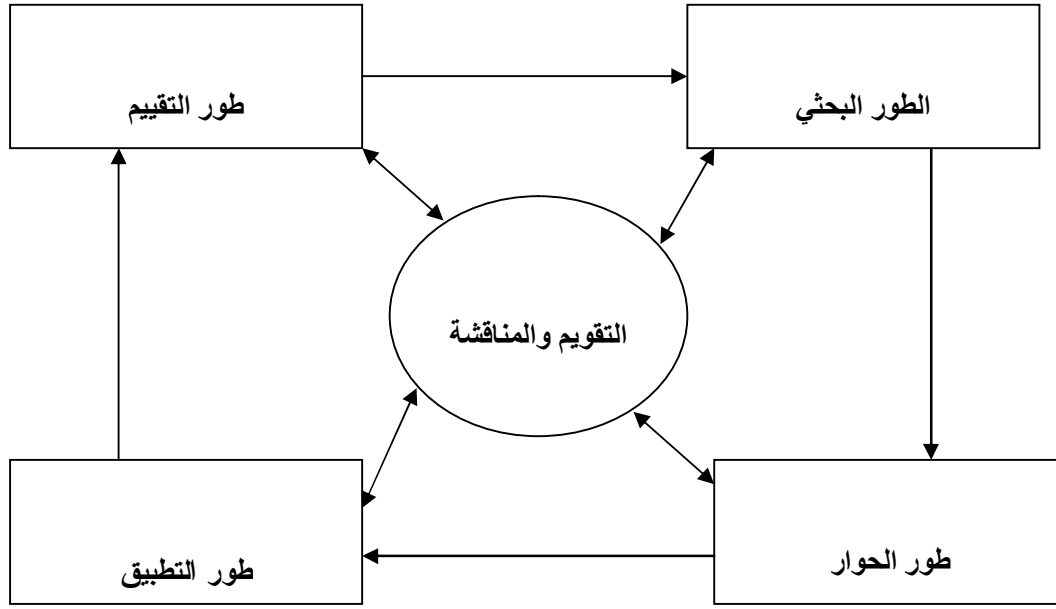 الطور البحثي
طور التقييم
التقويم والمناقشة
طور الحوار
طور التطبيق